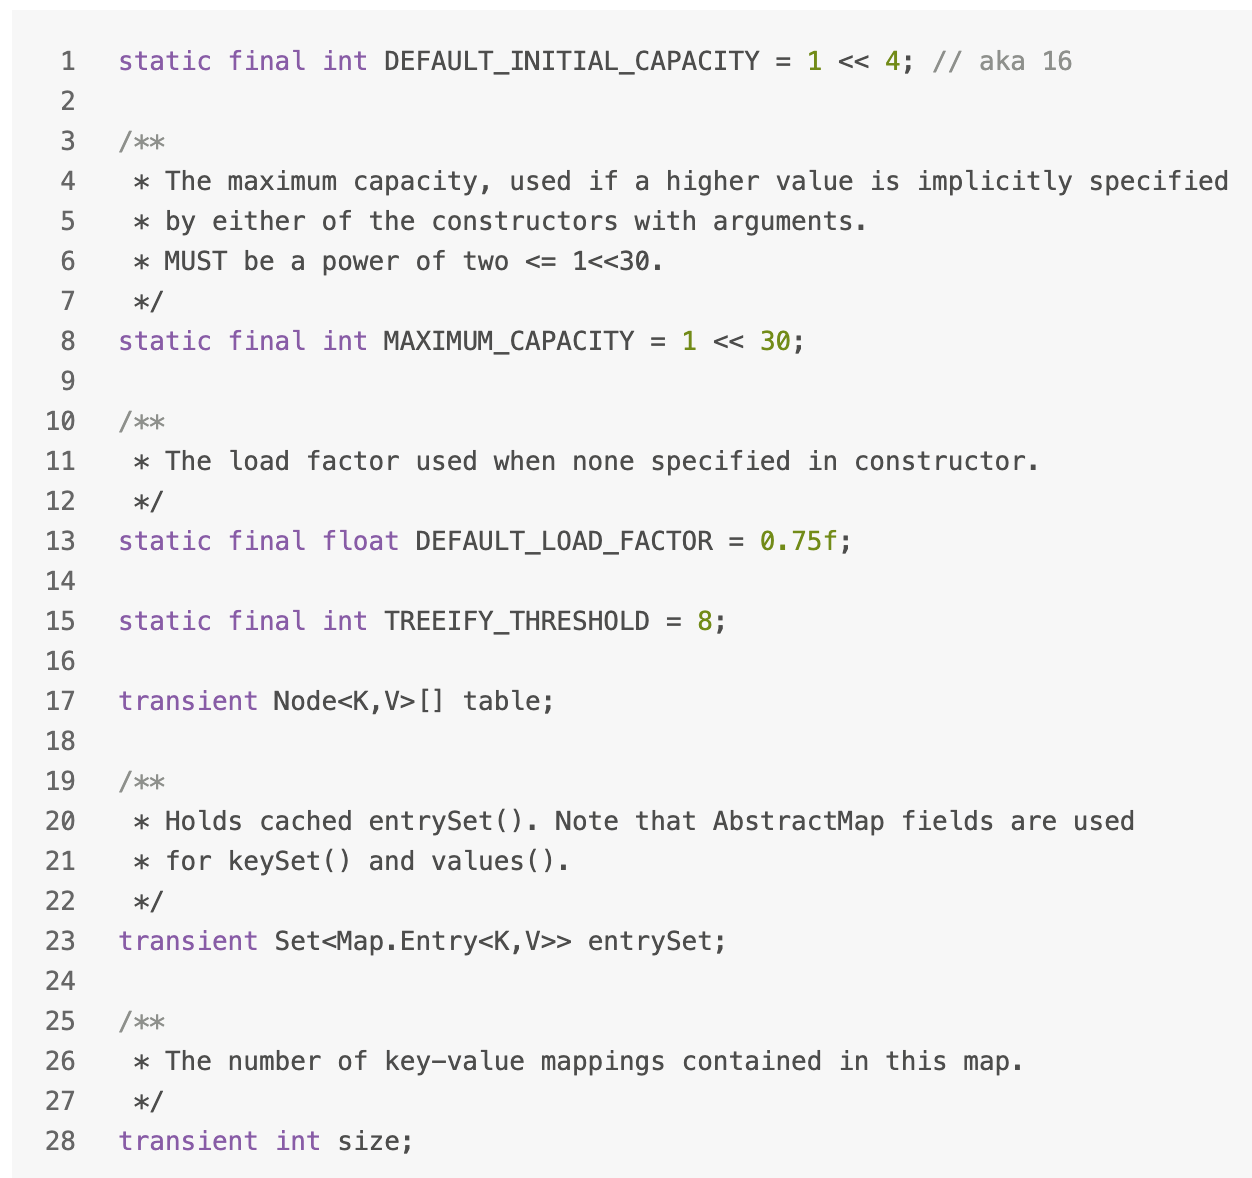 1 static final int DEFAULT_INITIAL_CAPACITY = 1 << 4; // aka 16
2
3 /**
4  * The maximum capacity, used if a higher value is implicitly specified
5  * by either of the constructors with arguments.
6  * MUST be a power of two <= 1<<30.
7  */
8 static final int MAXIMUM_CAPACITY = 1 << 30;
9
10 /**
11  * The load factor used when none specified in constructor.
12  */
13 static final float DEFAULT_LOAD_FACTOR = 0.75f;
14
15 static final int TREEIFY_THRESHOLD = 8;
16
17 transient Node<K,V>[] table;
18
19 /**
20  * Holds cached entrySet(). Note that AbstractMap fields are used
21  * for keySet() and values().
22  */
23 transient Set<Map.Entry<K,V>> entrySet;
24
25 /**
26  * The number of key-value mappings contained in this map.
27  */
28 transient int size;